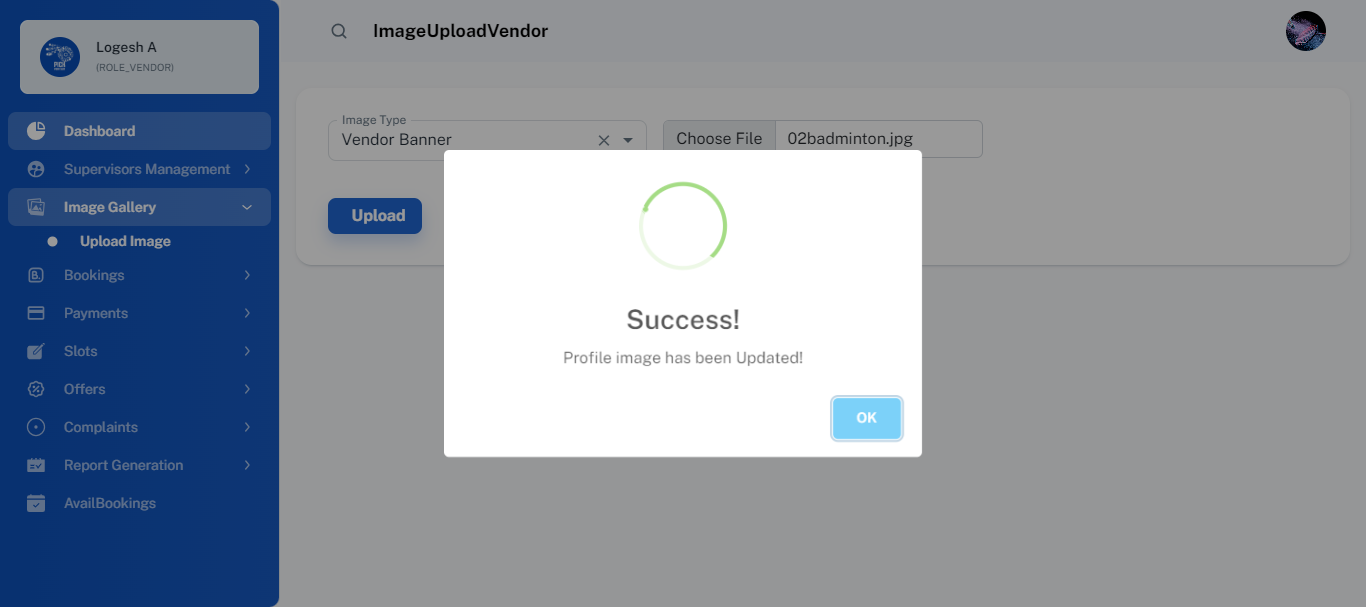 Logesh A
(ROLE_VENDOR)
Dashboard
Supervisors Management
Image Gallery
Upload Image
Bookings
Payments
Slots
Offers
Complaints
Report Generation
AvailBookings
ImageUploadVendor
Image Type
Vendor Banner
Choose File 02badminton.jpg
Upload
Success!
Profile image has been Updated!
OK